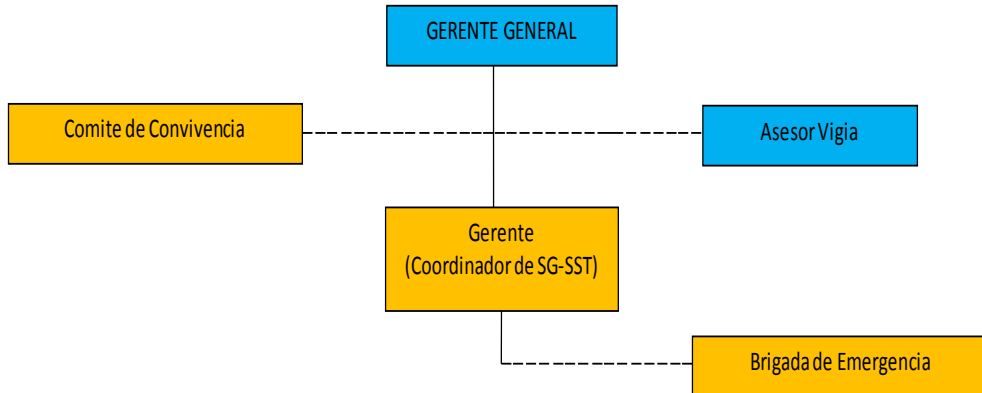 GERENTE GENERAL
Comite de Convivencia
Asesor Vigia
Gerente
(Coordinador de SG-SST)
Brigada de Emergencia